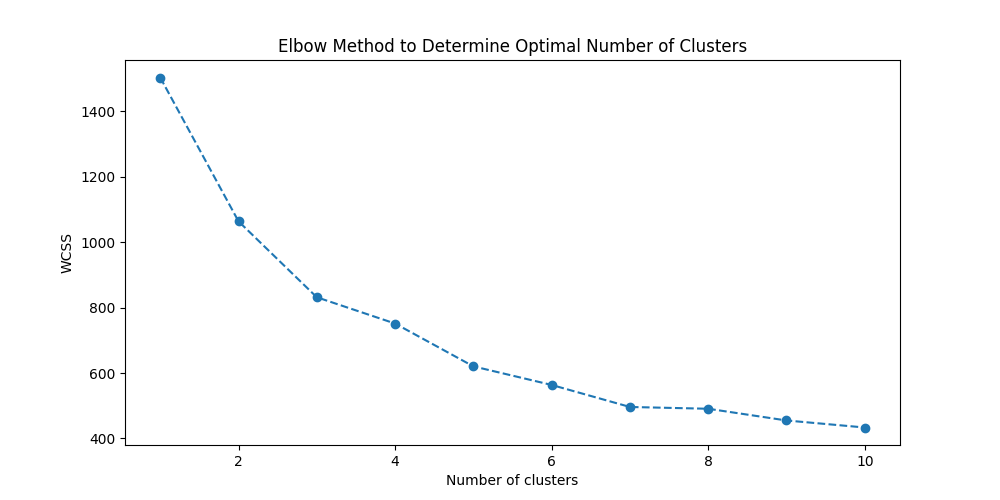 Elbow Method to Determine Optimal Number of Clusters
1400
1200
1000
800
600
400
WCSS
2 4 6 8 10
Number of clusters